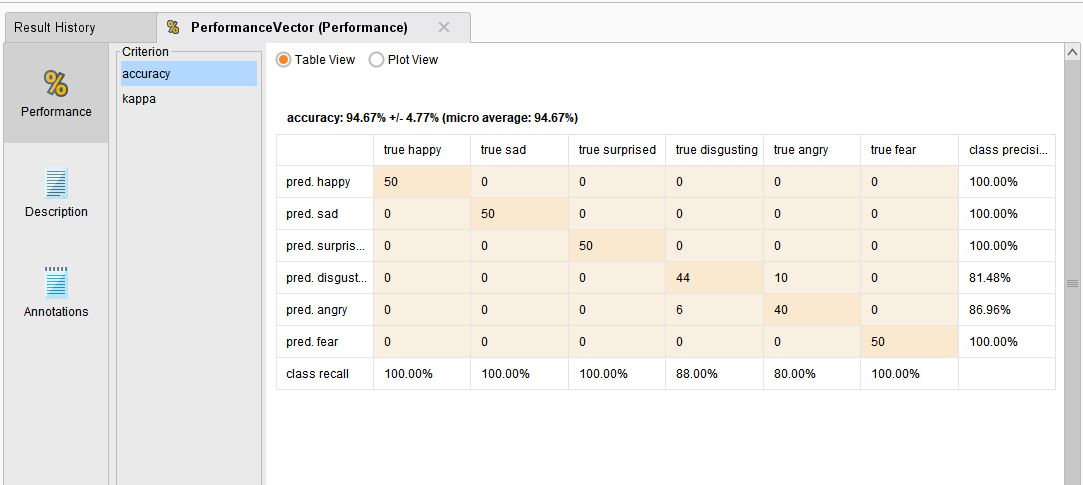 Result History
% PerformanceVector (Performance)
Criterion
accuracy
kappa
%
Performance
Description
Annotations
Table View Plot View
accuracy: 94.67% +/- 4.77% (micro average: 94.67%)
true happy true sad true surprised true disgusting true angry true fear class precisi...
pred. happy 50 0 0 0 0 0 100.00%
pred. sad 0 50 0 0 0 0 100.00%
pred. surpris... 0 0 50 0 0 0 100.00%
pred. disgust... 0 0 0 44 10 0 81.48%
pred. angry 0 0 0 6 40 0 86.96%
pred. fear 0 0 0 0 0 50 100.00%
class recall 100.00% 100.00% 100.00% 88.00% 80.00% 100.00%